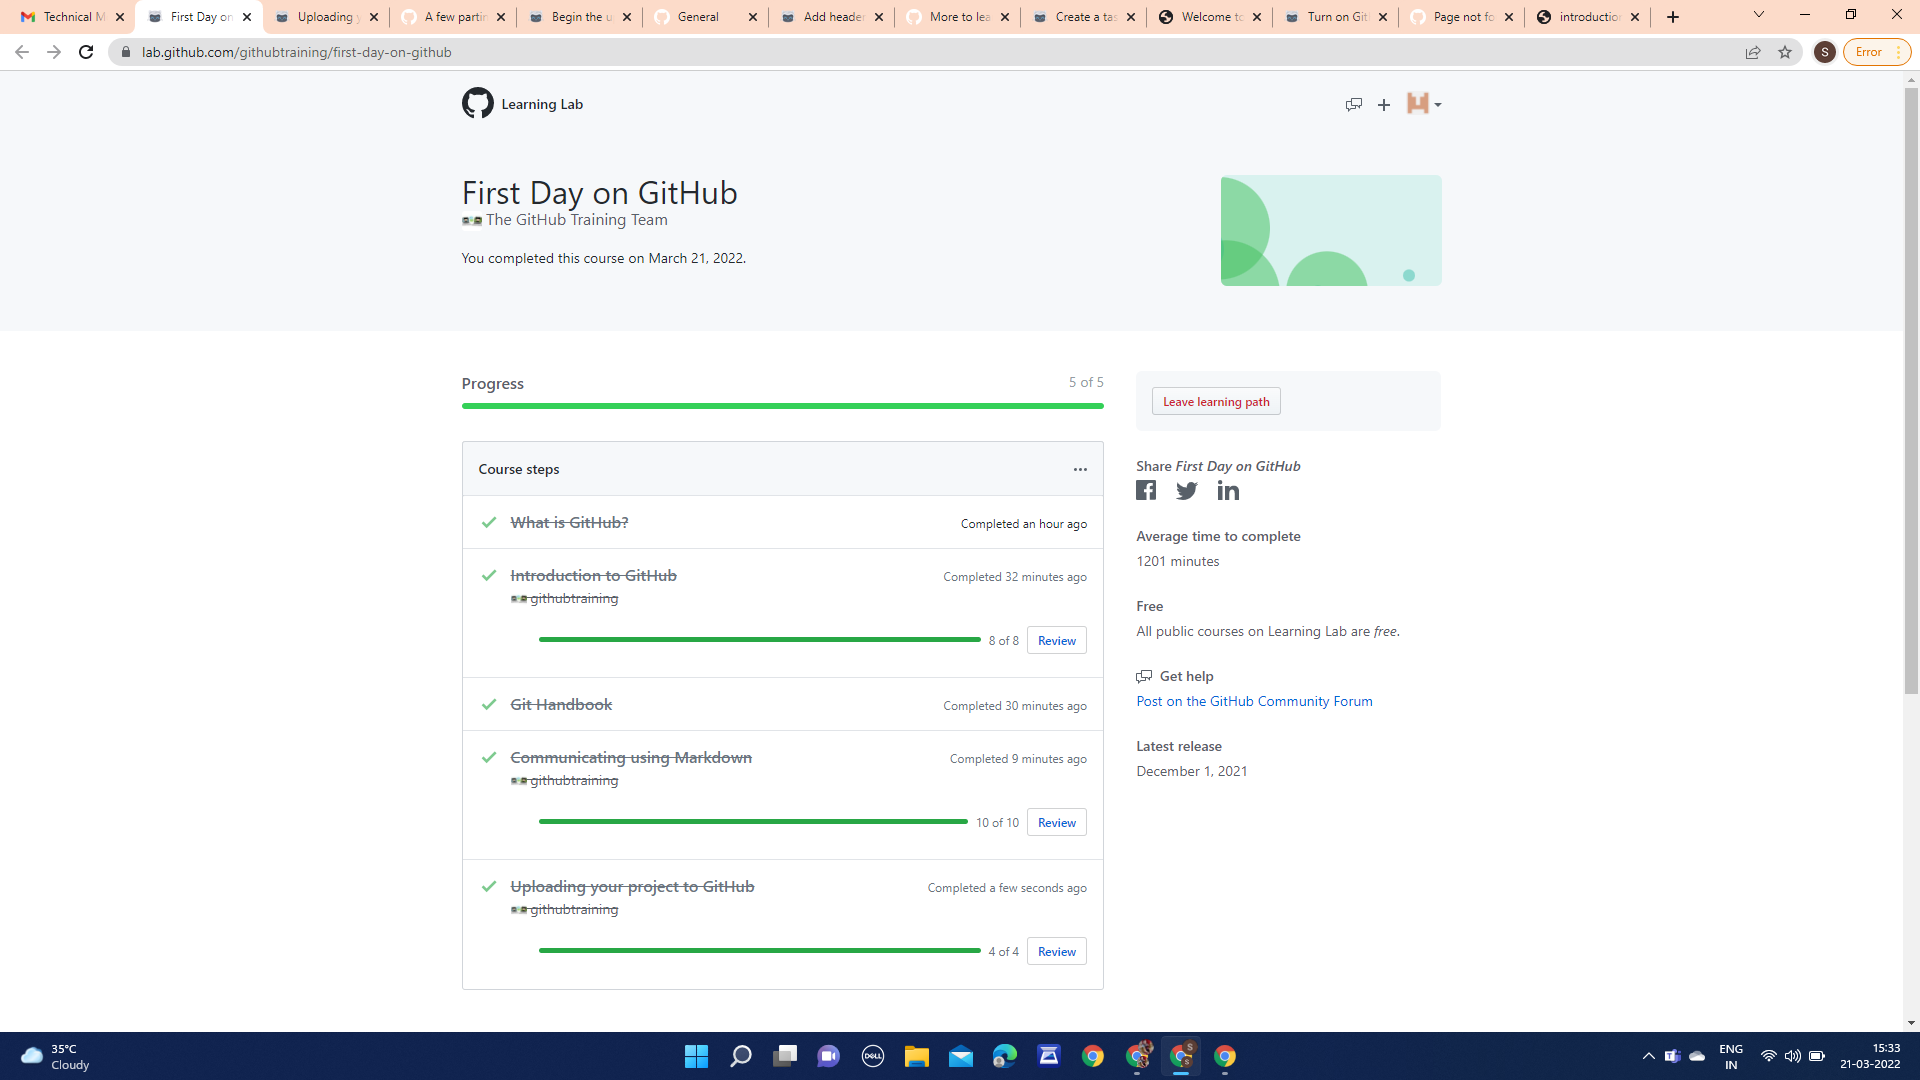 Technical M
First Day on
Uploading y
A few partin
Begin the u
General
Add header
More to lea
Create a tas
Welcome to
Turn on Git
Page not fo
introduction
lab.github.com/githubtraining/first-day-on-github
S
Error
Learning Lab
First Day on GitHub
The GitHub Training Team
You completed this course on March 21, 2022.
Progress
5 of 5
Leave learning path
Course steps
Share First Day on GitHub
What is GitHub?
Completed an hour ago
Average time to complete
1201 minutes
Introduction to GitHub
Completed 32 minutes ago
githubtraining
Free
All public courses on Learning Lab are free.
8 of 8
Review
Get help
Post on the GitHub Community Forum
Git Handbook
Completed 30 minutes ago
Latest release
December 1, 2021
Communicating using Markdown
Completed 9 minutes ago
githubtraining
10 of 10
Review
Uploading your project to GitHub
Completed a few seconds ago
githubtraining
4 of 4
Review
35°C
Cloudy
DELL
ENG
IN
15:33
21-03-2022